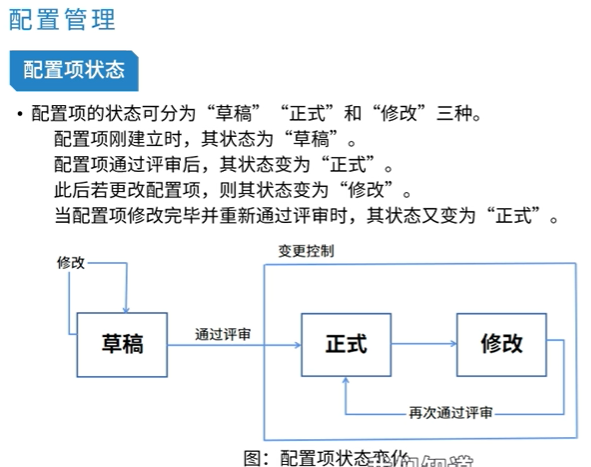 配置管理
配置项状态
• 配置项的状态可分为“草稿”“正式”和“修改”三种。
配置项刚建立时，其状态为“草稿”。
配置项通过评审后，其状态变为“正式”。
此后若更改配置项，则其状态变为“修改”。
当配置项修改完毕并重新通过评审时，其状态又变为“正式”。
变更控制
修改
通过评审
草稿
正式
修改
再次通过评审
图：配置项状态变化